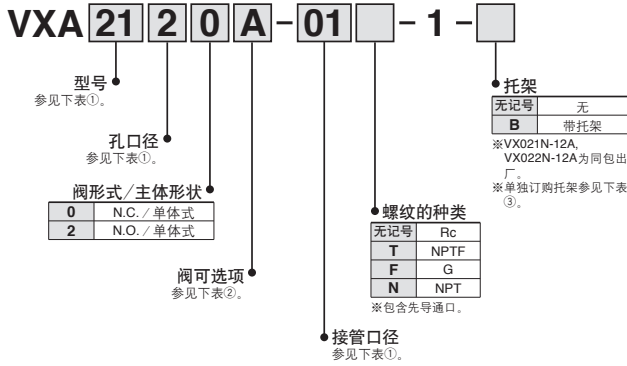 VXA 21 2 0 A - 01 - 1 -
型号
参见下表①。
孔口径
参见下表①。
阀形式/主体形状
0 N.C./单体式
2 N.O./单体式
阀可选项
参见下表②。
接管口径
参见下表①。
螺纹的种类
无记号 Rc
T NPTF
F G
N NPT
※包含先导通口。
托架
无记号 无
B 带托架
※VX021N-12A,
VX022N-12A为同包出
厂。
※单独订购托架参见下表
③。